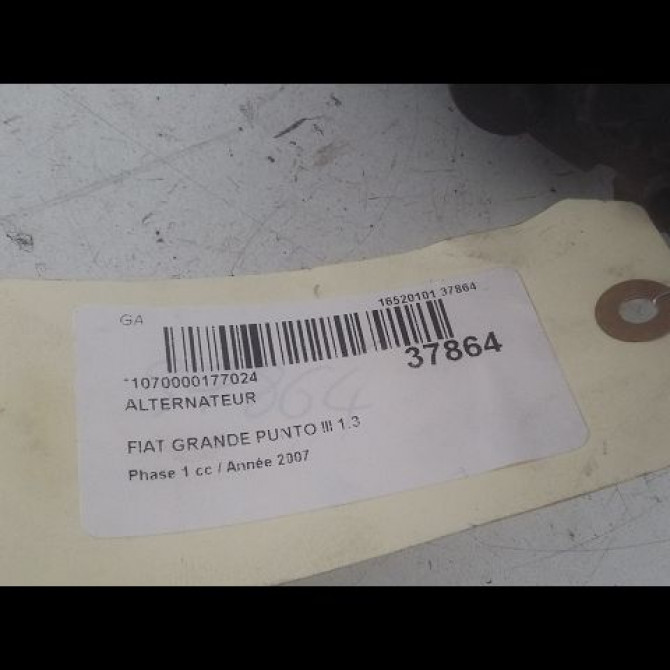 GA
16520101 37864
37864
*1070000177024
ALTERNATEUR
FIAT GRANDE PUNTO III 1.3
Phase 1 cc / Année 2007